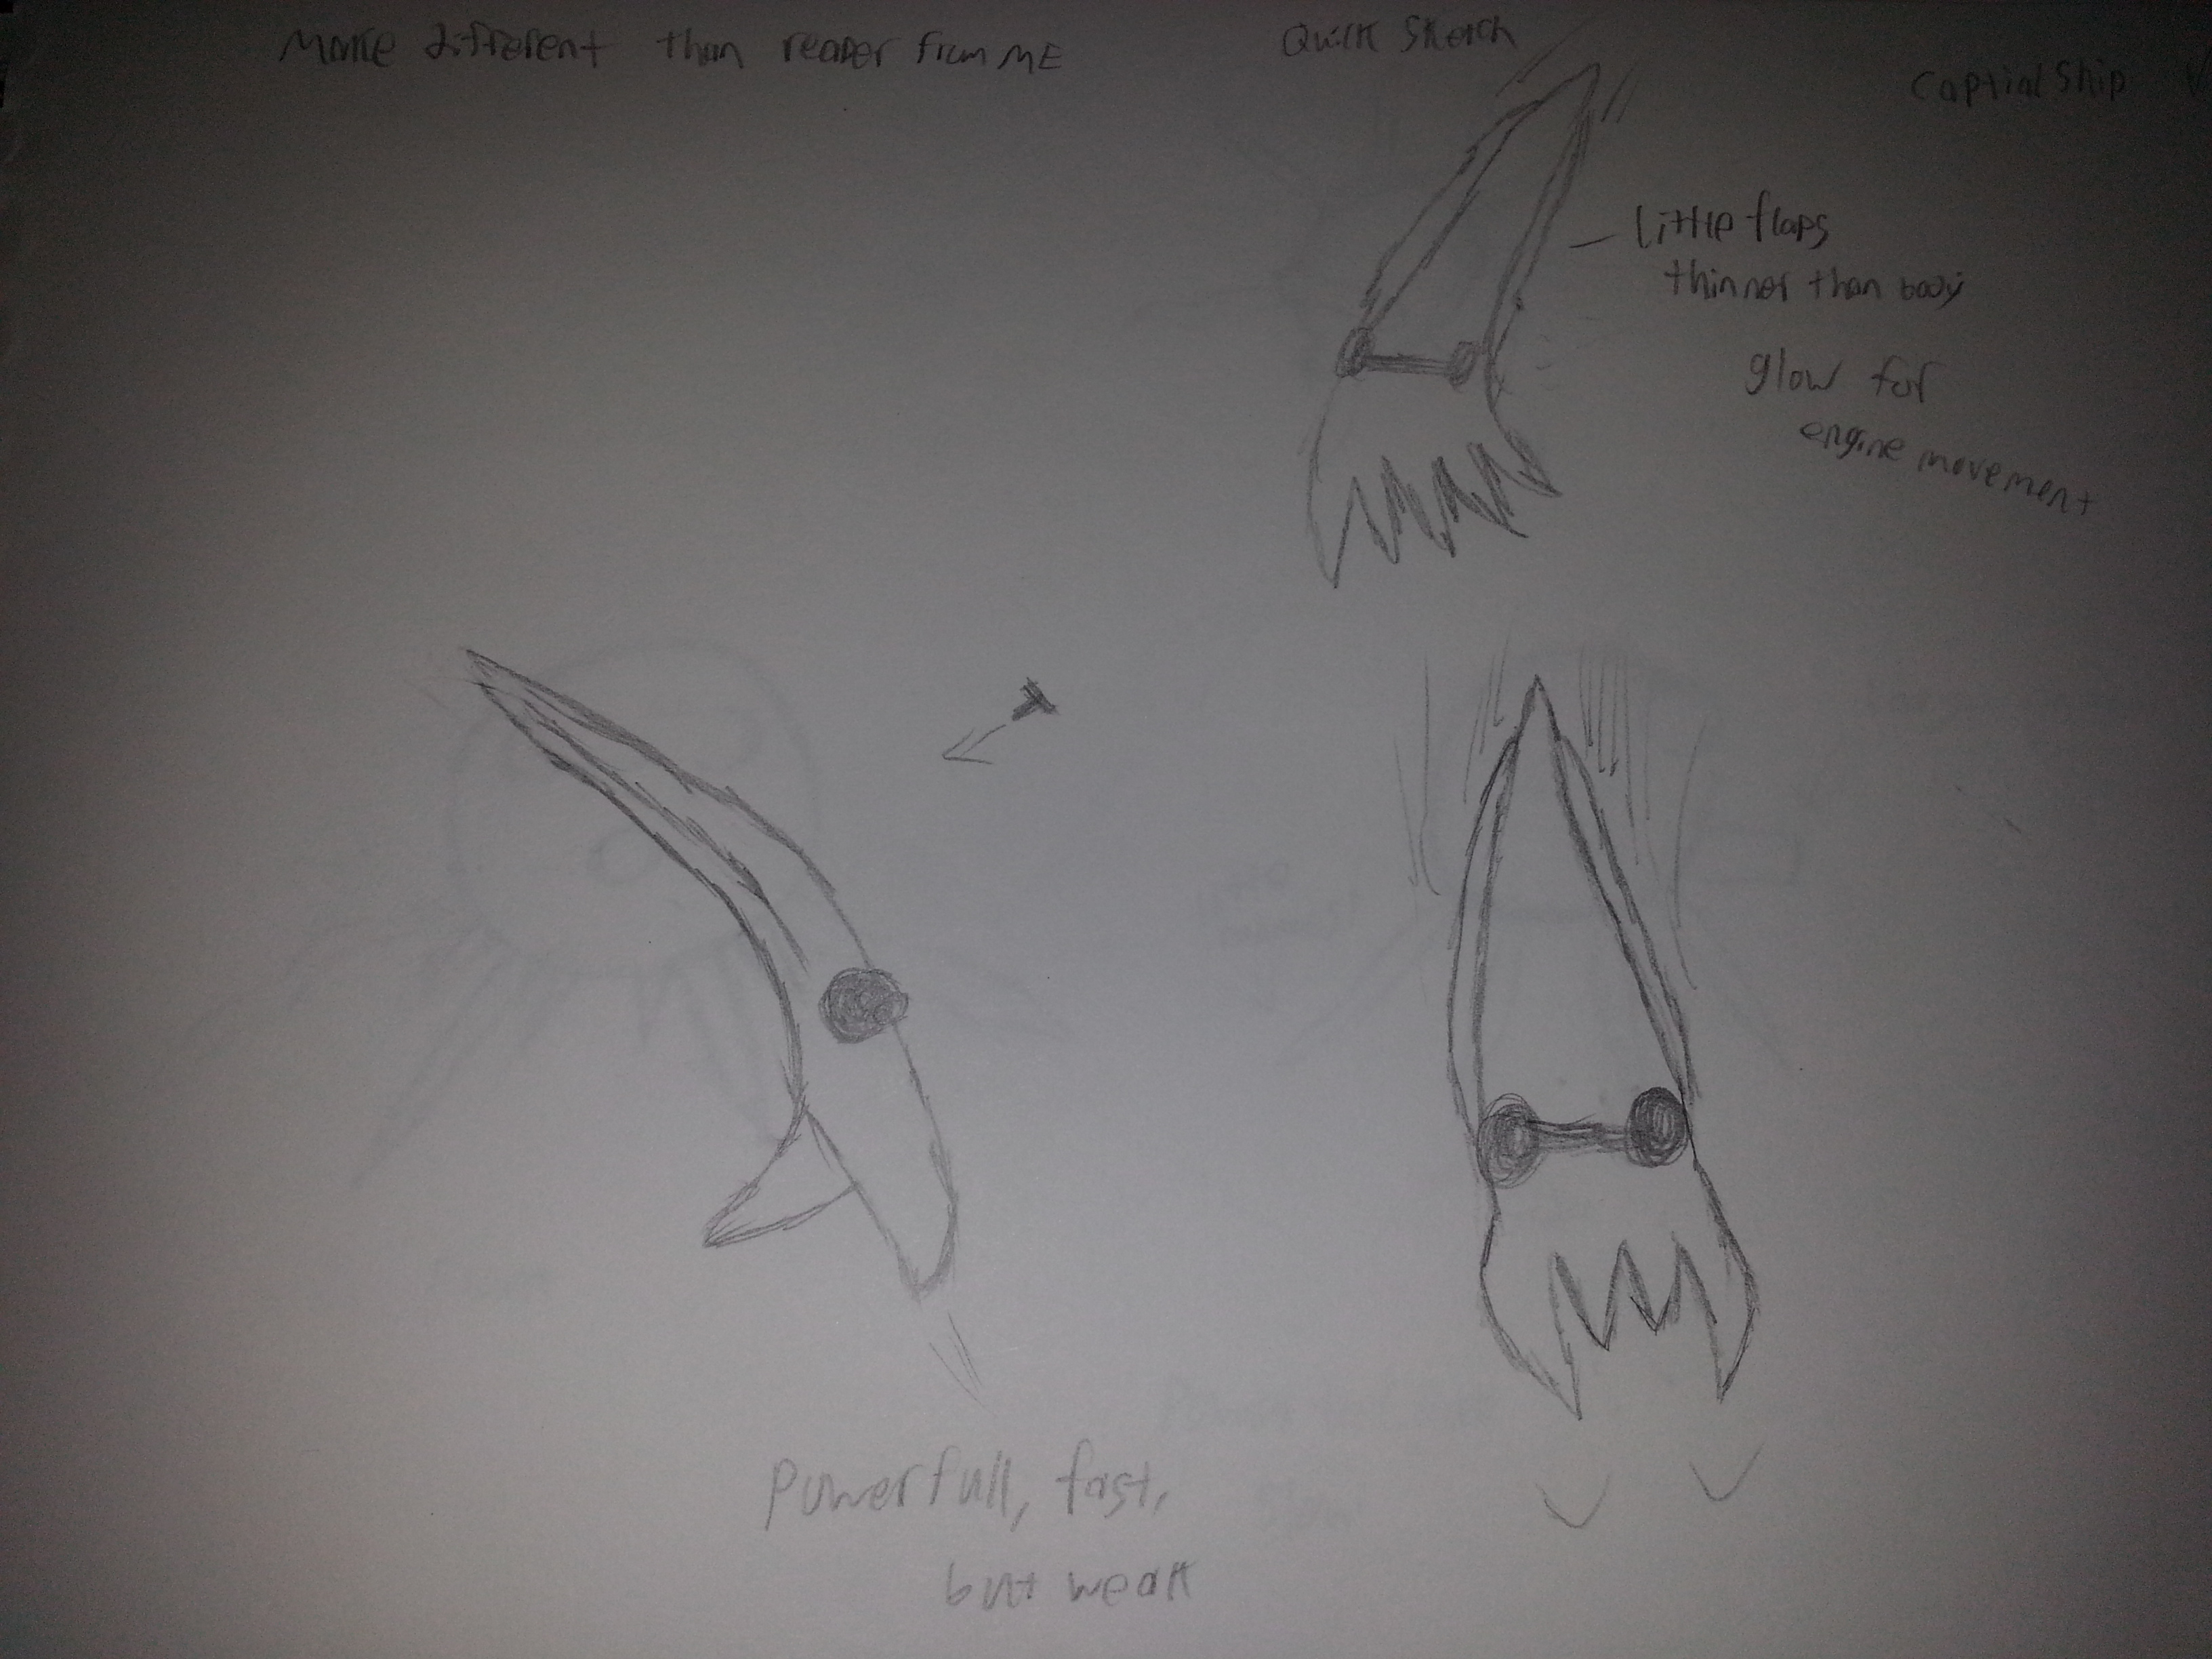 Make different than reaper from ME
Quick Sketch
Captial Ship
little flaps
thinner than body
glow for
engine movement
Powerfull, fast,
but weak